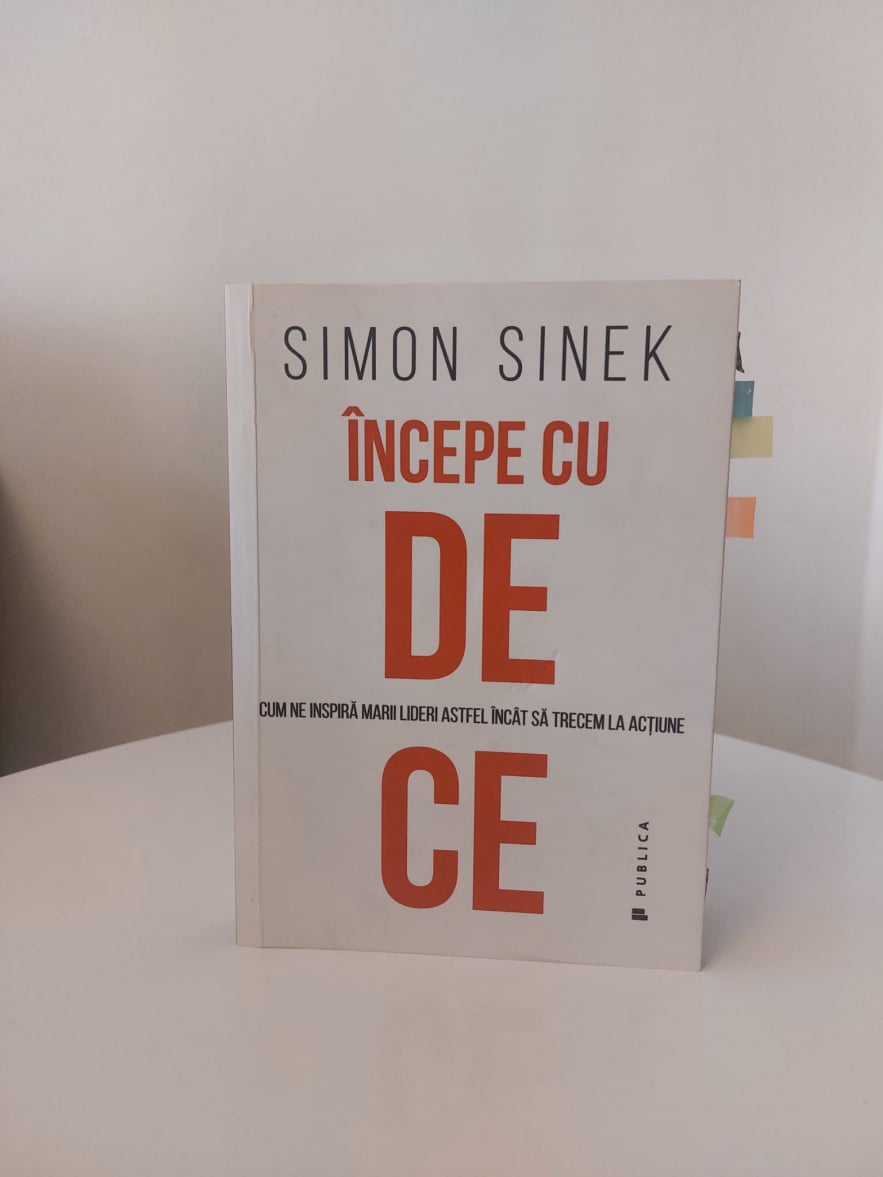 SIMON SINEK
ÎNCEPE CU
DE
CUM NE INSPIRĂ MARII LIDERI ASTFEL ÎNCÂT SĂ TRECEM LA ACȚIUNE
CE
PUBLICA